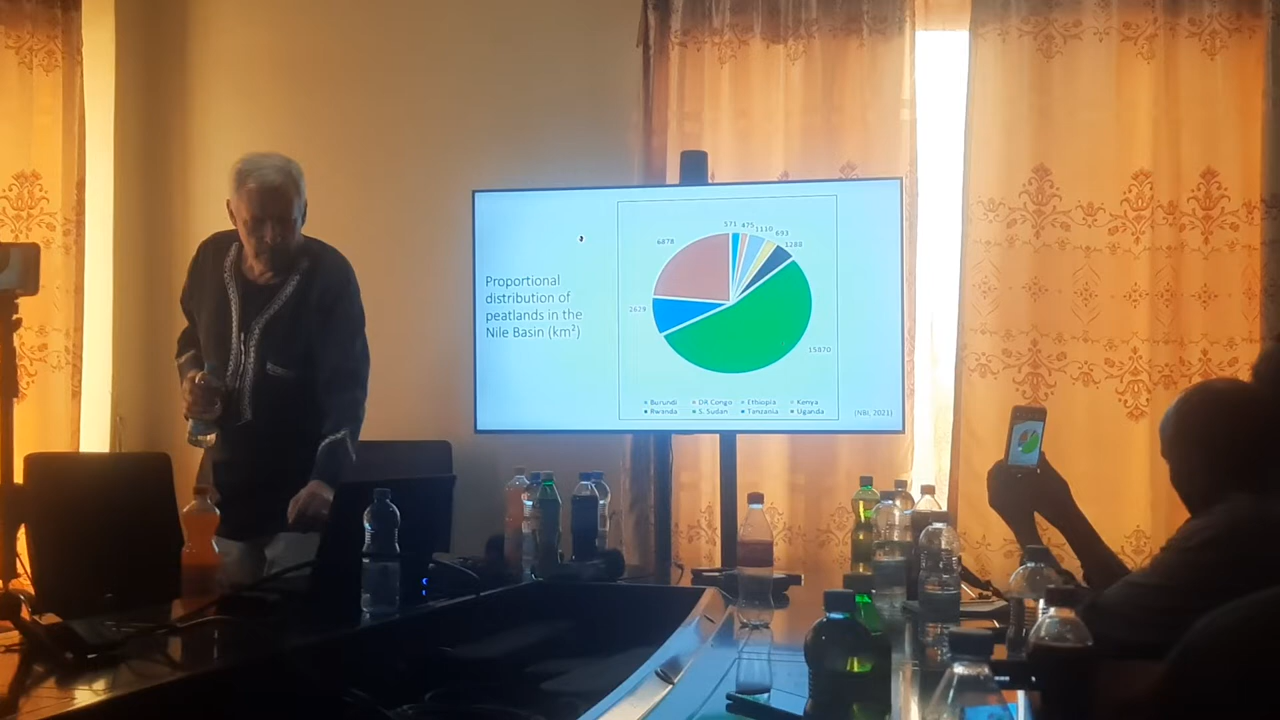 Proportional
distribution of
peatlands in the
Nile Basin (km²)
571 475 1110 693
6878
1288
2629
15870
Burundi DR Congo Ethiopia Kenya
Rwanda S. Sudan Tanzania Uganda
(NBI, 2021)